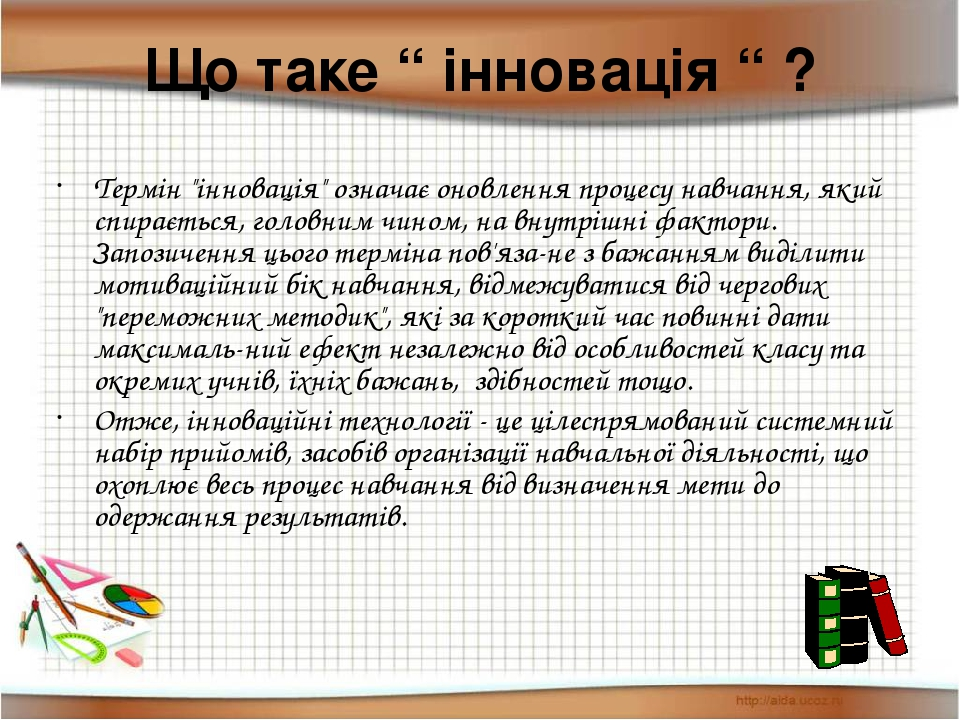 Що таке “ інновація “ ?
· Термін "інновація" означає оновлення процесу навчання, який
спирається, головним чином, на внутрішні фактори.
Запозичення цього терміна пов'яза-не з бажанням виділити
мотиваційний бік навчання, відмежуватися від чергових
"переможних методик", які за короткий час повинні дати
максималь-ний ефект незалежно від особливостей класу та
окремих учнів, їхніх бажань, здібностей тощо.
· Отже, інноваційні технології - це цілеспрямований системний
набір прийомів, засобів організації навчальної діяльності, що
охоплює весь процес навчання від визначення мети до
одержання результатів.
http://aida.ucoz.ru